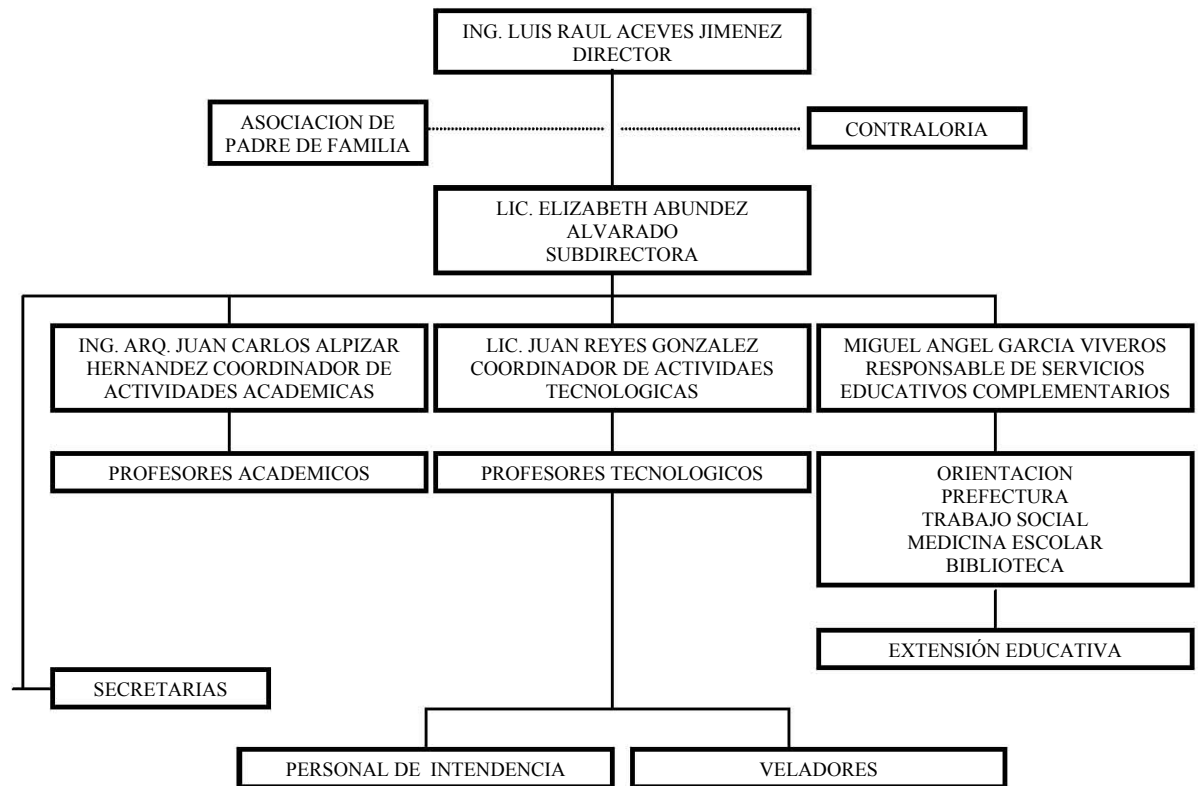 ING. LUIS RAUL ACEVES JIMENEZ
DIRECTOR
ASOCIACION DE
PADRE DE FAMILIA
CONTRALORIA
LIC. ELIZABETH ABUNDEZ
ALVARADO
SUBDIRECTORA
ING. ARQ. JUAN CARLOS ALPIZAR
HERNANDEZ COORDINADOR DE
ACTIVIDADES ACADEMICAS
LIC. JUAN REYES GONZALEZ
COORDINADOR DE ACTIVIDAES
TECNOLOGICAS
MIGUEL ANGEL GARCIA VIVEROS
RESPONSABLE DE SERVICIOS
EDUCATIVOS COMPLEMENTARIOS
PROFESORES ACADEMICOS
PROFESORES TECNOLOGICOS
ORIENTACION
PREFECTURA
TRABAJO SOCIAL
MEDICINA ESCOLAR
BIBLIOTECA
EXTENSIÓN EDUCATIVA
SECRETARIAS
PERSONAL DE INTENDENCIA
VELADORES